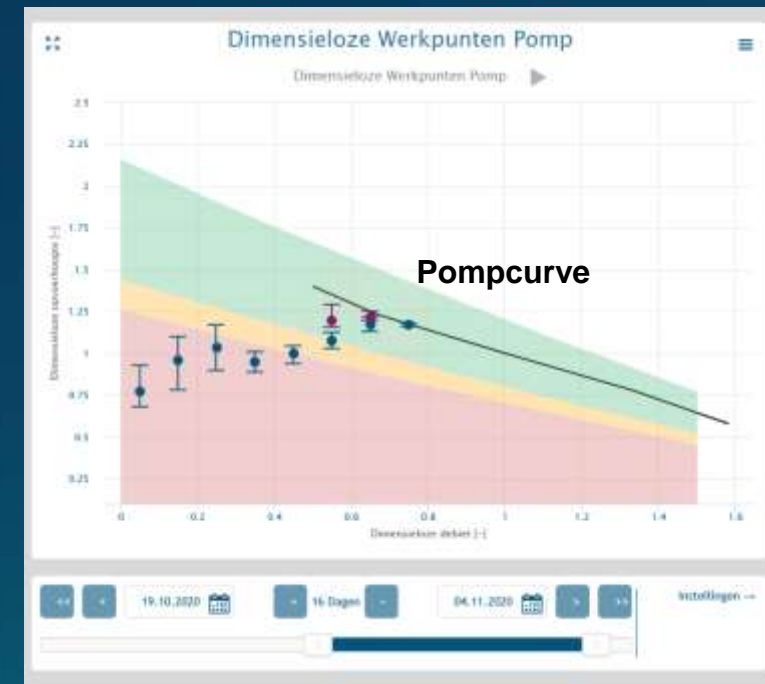 Dimensieloze Werkpunten Pomp
Dimensieloze Werkpunten Pomp
2.5
2.25
2
1.75
1.5
1.25
1
0.75
0.5
0.25
Dimensieloze opvoerhoogte [-]
Pompcurve
0 0.2 0.4 0.6 0.8 1 1.2 1.4 1.6
Dimensieloze debiet [-]
<< < 19.10.2020 16 Dagen 04.11.2020 > >> Instellingen